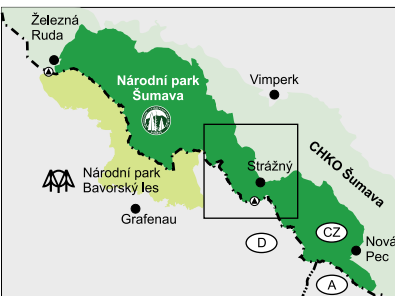 Železná
Ruda
Národní park
Šumava
Vimperk
CHKO Šumava
Strážný
Národní park
Bavorský les
Grafenau
D
CZ
Nová
Pec
A